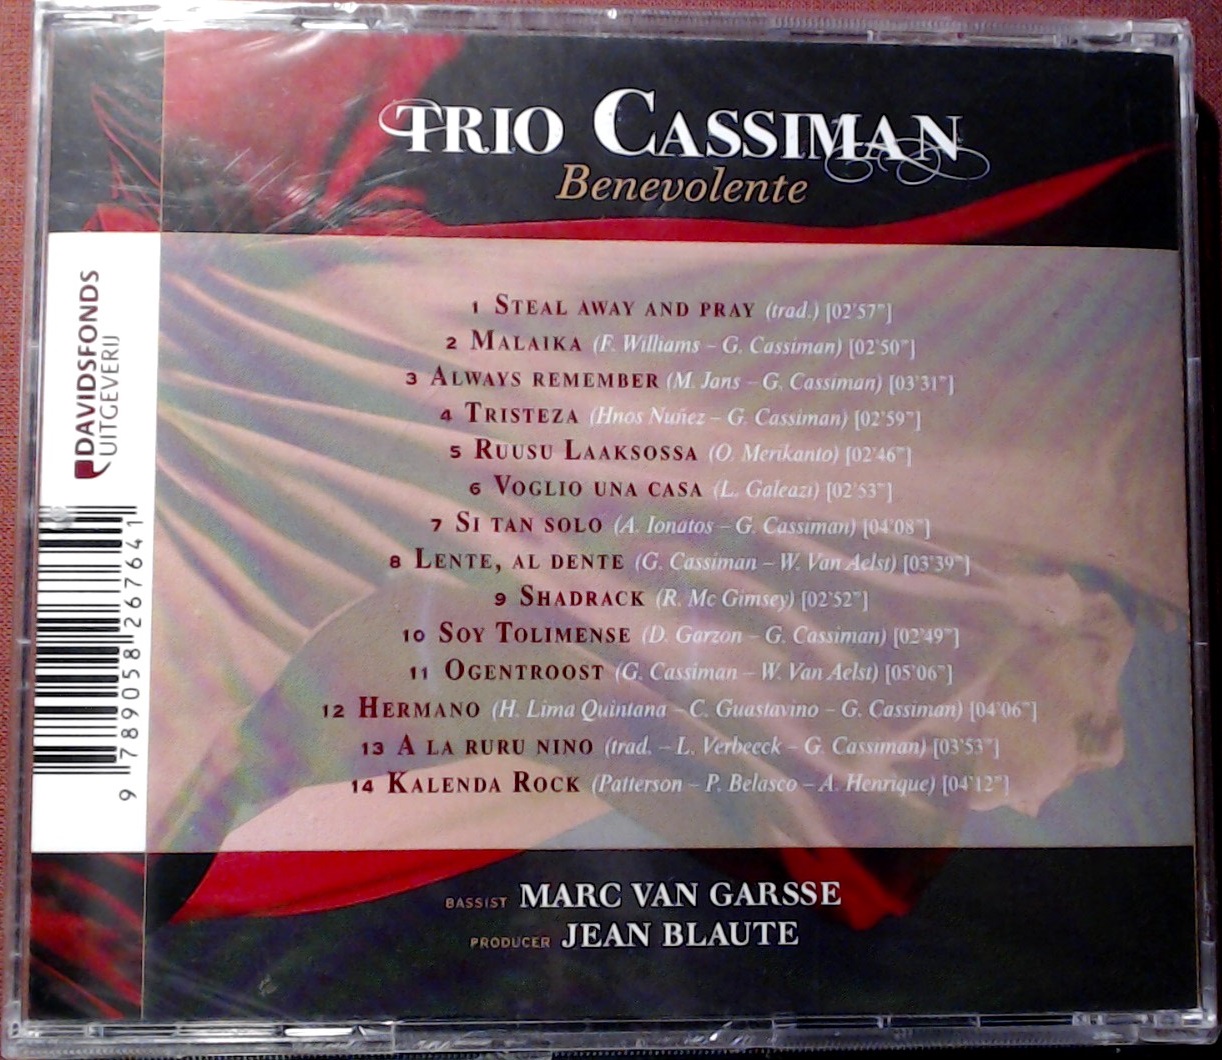 TRIO CASSIMAN
Benevolente
1 STEAL AWAY AND PRAY (trad.) [02'57"]
2 MALAIKA (F. Williams – G. Cassiman) [02'50"]
3 ALWAYS REMEMBER (M. Jans – G. Cassiman) [03'31"]
4 TRISTEZA (Hnos Nuñez – G. Cassiman) [02'59"]
5 RUUSU LAAKSOSSA (O. Merikanto) [02'46"]
6 VOGLIO UNA CASA (L. Galeazi) [02'53"]
7 SI TAN SOLO (A. Ionatos – G. Cassiman) [04'08"]
8 LENTE, AL DENTE (G. Cassiman – W. Van Aelst) [03'39"]
9 SHADRACK (R. Mc Gimsey) [02'52"]
10 SOY TOLIMENSE (D. Garzon – G. Cassiman) [02'49"]
11 OGENTROOST (G. Cassiman – W. Van Aelst) [05'06"]
12 HERMANO (H. Lima Quintana – C. Guastavino – G. Cassiman) [04'06"]
13 A LA RURU NINO (trad. – L. Verbeeck – G. Cassiman) [03'53"]
14 KALENDA ROCK (Patterson – P. Belasco – A. Henrique) [04'12"]
BASSIST MARC VAN GARSSE
PRODUCER JEAN BLAUTE
DAVIDSFONDS
UITGEVERIJ
9 789058 267641